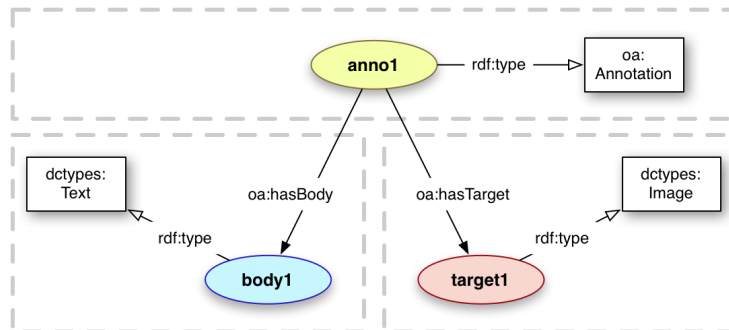 anno1
rdf:type
oa:
Annotation
dctypes:
Text
oa:hasBody
oa:hasTarget
dctypes:
Image
rdf:type
rdf:type
body1
target1